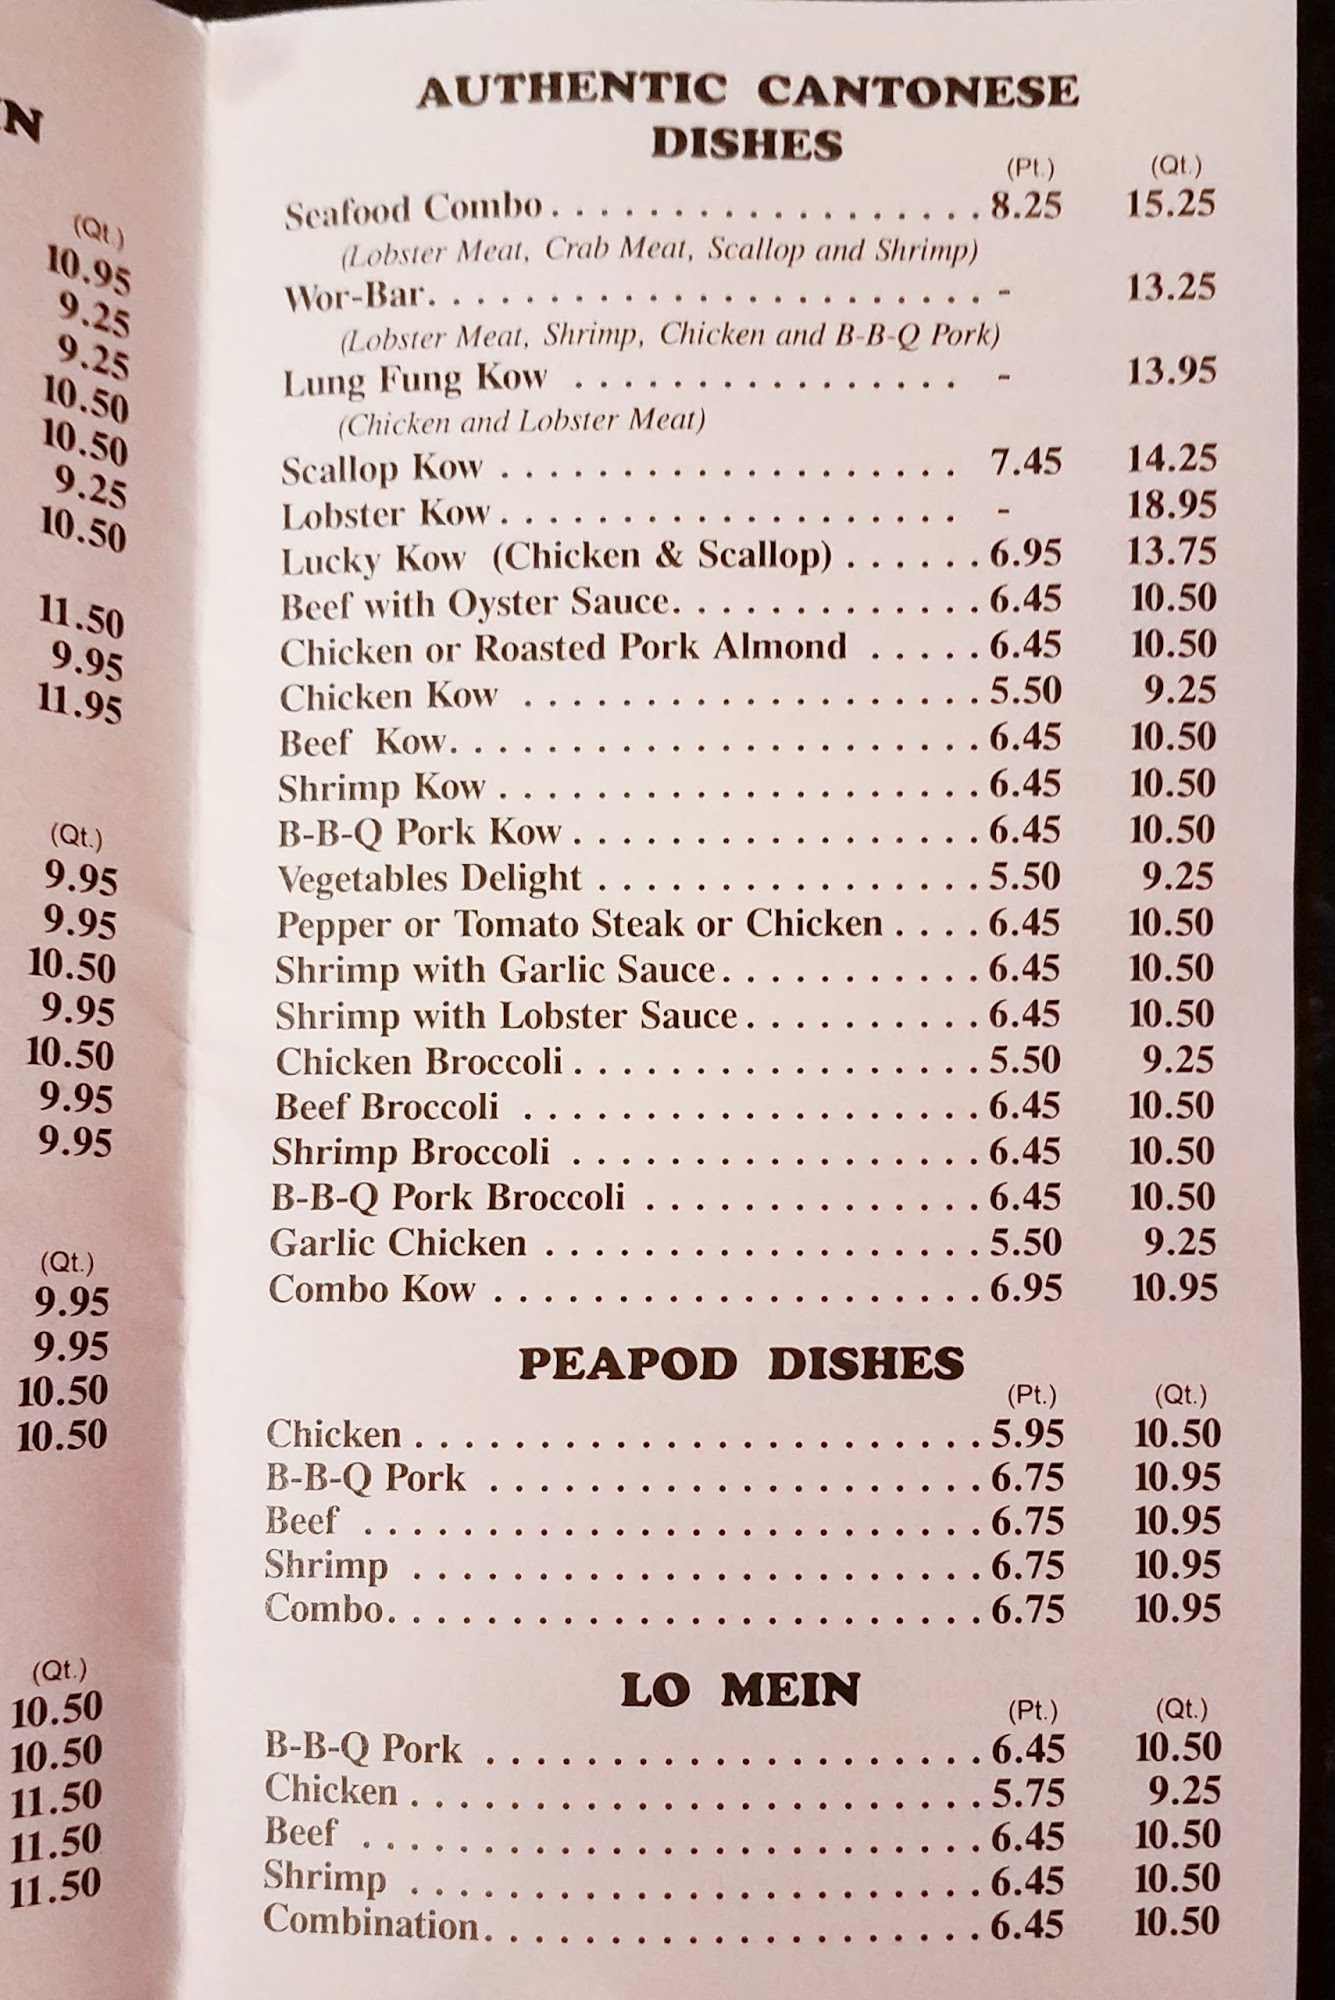 N
(Qt.)
10.95
9.25
9.25
10.50
10.50
9.25
10.50
11.50
9.95
11.95
(Qt.)
9.95
9.95
10.50
9.95
10.50
9.95
9.95
(Qt.)
9.95
9.95
10.50
10.50
(Qt.)
10.50
10.50
11.50
11.50
11.50
AUTHENTIC CANTONESE
DISHES
(Pt.) (Qt.)
Seafood Combo. . . . . . . . . . . . . . . . . . 8.25 15.25
(Lobster Meat, Crab Meat, Scallop and Shrimp)
Wor-Bar. . . . . . . . . . . . . . . . . . . . . . . - 13.25
(Lobster Meat, Shrimp, Chicken and B-B-Q Pork)
Lung Fung Kow . . . . . . . . . . . . . . . . - 13.95
(Chicken and Lobster Meat)
Scallop Kow . . . . . . . . . . . . . . . . . . . 7.45 14.25
Lobster Kow . . . . . . . . . . . . . . . . . . . - 18.95
Lucky Kow (Chicken & Scallop) . . . . . . 6.95 13.75
Beef with Oyster Sauce. . . . . . . . . . . . . 6.45 10.50
Chicken or Roasted Pork Almond . . . . . 6.45 10.50
Chicken Kow . . . . . . . . . . . . . . . . . . . 5.50 9.25
Beef Kow. . . . . . . . . . . . . . . . . . . . . . 6.45 10.50
Shrimp Kow . . . . . . . . . . . . . . . . . . . . 6.45 10.50
B-B-Q Pork Kow . . . . . . . . . . . . . . . . . 6.45 10.50
Vegetables Delight . . . . . . . . . . . . . . . . 5.50 9.25
Pepper or Tomato Steak or Chicken . . . . 6.45 10.50
Shrimp with Garlic Sauce. . . . . . . . . . . 6.45 10.50
Shrimp with Lobster Sauce. . . . . . . . . . 6.45 10.50
Chicken Broccoli . . . . . . . . . . . . . . . . . 5.50 9.25
Beef Broccoli . . . . . . . . . . . . . . . . . . . 6.45 10.50
Shrimp Broccoli . . . . . . . . . . . . . . . . . 6.45 10.50
B-B-Q Pork Broccoli . . . . . . . . . . . . . . 6.45 10.50
Garlic Chicken . . . . . . . . . . . . . . . . . . 5.50 9.25
Combo Kow . . . . . . . . . . . . . . . . . . . . 6.95 10.95
PEAPOD DISHES
(Pt.) (Qt.)
Chicken . . . . . . . . . . . . . . . . . . . . . . . 5.95 10.50
B-B-Q Pork . . . . . . . . . . . . . . . . . . . . 6.75 10.95
Beef . . . . . . . . . . . . . . . . . . . . . . . . . 6.75 10.95
Shrimp . . . . . . . . . . . . . . . . . . . . . . . 6.75 10.95
Combo. . . . . . . . . . . . . . . . . . . . . . . . 6.75 10.95
LO MEIN
(Pt.) (Qt.)
B-B-Q Pork . . . . . . . . . . . . . . . . . . . . 6.45 10.50
Chicken . . . . . . . . . . . . . . . . . . . . . . . 5.75 9.25
Beef . . . . . . . . . . . . . . . . . . . . . . . . . 6.45 10.50
Shrimp . . . . . . . . . . . . . . . . . . . . . . . 6.45 10.50
Combination. . . . . . . . . . . . . . . . . . . . 6.45 10.50